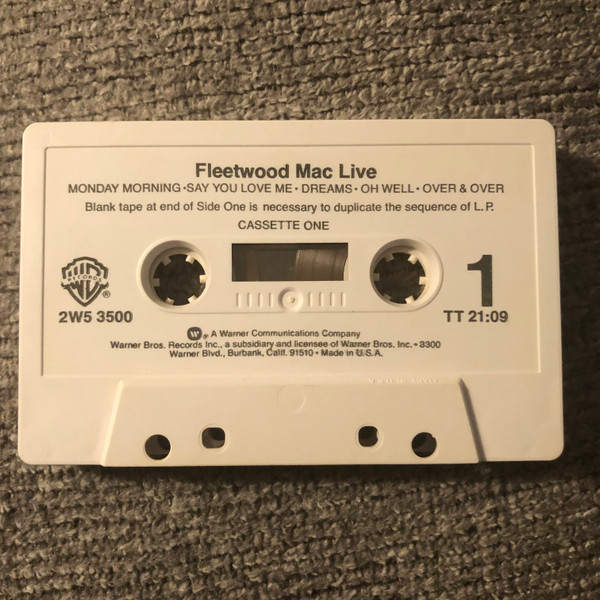 Fleetwood Mac Live
MONDAY MORNING • SAY YOU LOVE ME • DREAMS • OH WELL • OVER & OVER
Blank tape at end of Side One is necessary to duplicate the sequence of L.P.
CASSETTE ONE
WB
RECORDS
®
1
2W5 3500
TT 21:09
W ®, A Warner Communications Company
Warner Bros. Records Inc., a subsidiary and licensee of Warner Bros. Inc. • 3300
Warner Blvd., Burbank, Calif. 91510 • Made in U.S.A.